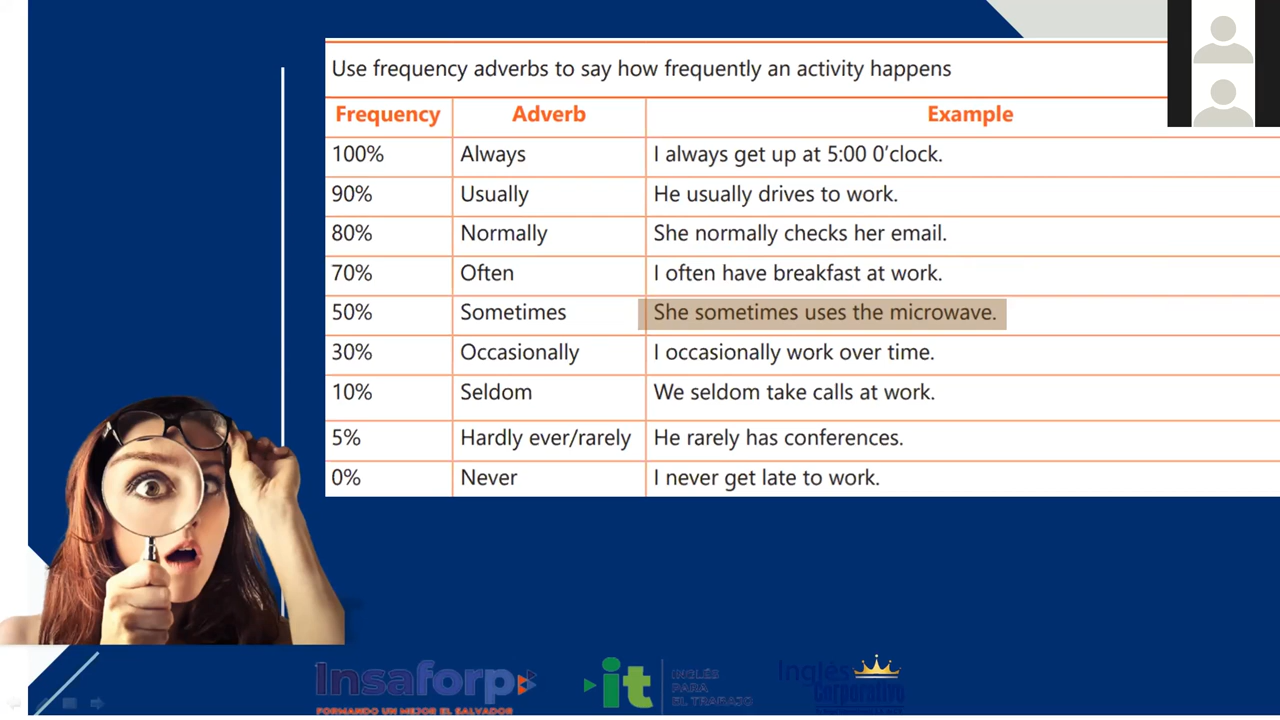 Use frequency adverbs to say how frequently an activity happens
Frequency Adverb Example
100% Always I always get up at 5:00 0'clock.
90% Usually He usually drives to work.
80% Normally She normally checks her email.
70% Often I often have breakfast at work.
50% Sometimes She sometimes uses the microwave.
30% Occasionally I occasionally work over time.
10% Seldom We seldom take calls at work.
5% Hardly ever/rarely He rarely has conferences.
0% Never I never get late to work.
Insaforp
FORMANDO UN MEJOR EL SALVADOR
it
INGLÉS
PARA
EL TRABAJO
Inglés
Corporativo